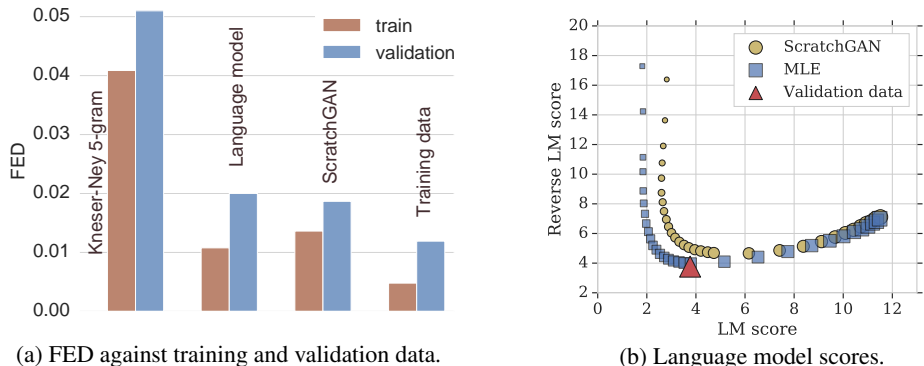 0.05
0.04
0.03
0.02
0.01
0.00
FED
train
validation
Kneser-Ney 5-gram
Language model
ScratchGAN
Training data
(a) FED against training and validation data.
20
18
16
14
12
10
8
6
4
2
Reverse LM score
ScratchGAN
MLE
Validation data
0 2 4 6 8 10 12
LM score
(b) Language model scores.